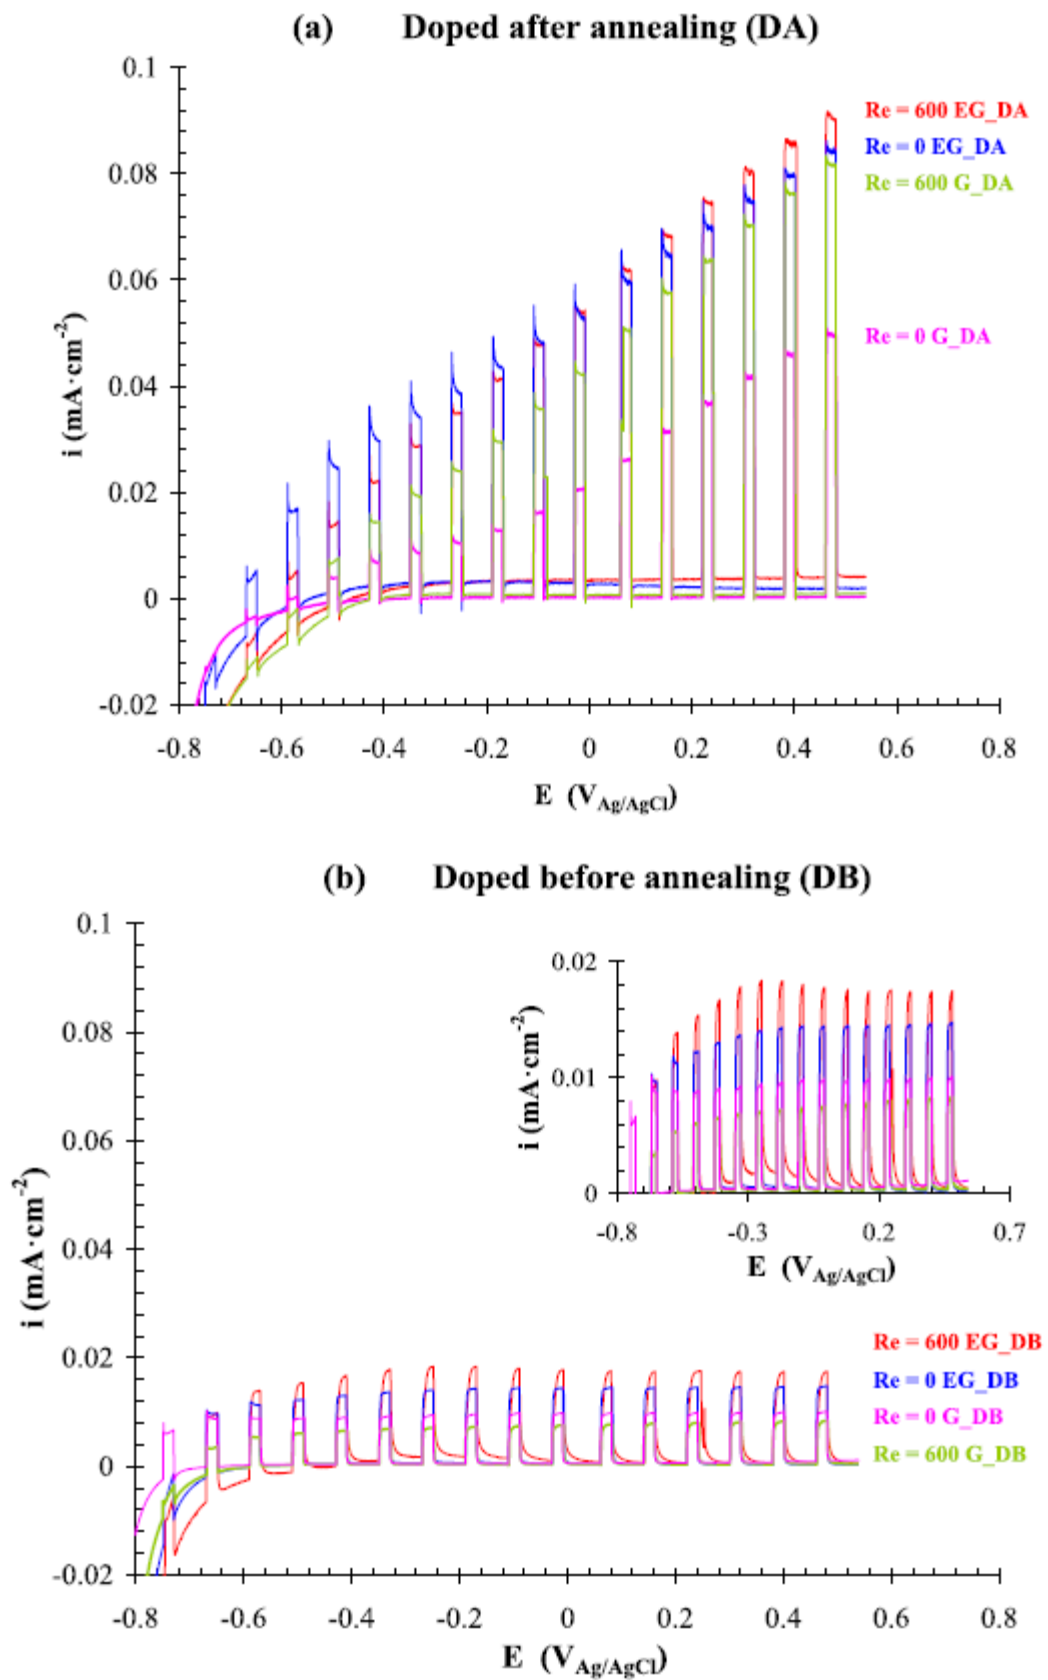 (a) Doped after annealing (DA)
0.1
0.08
0.06
0.04
0.02
0
-0.02
i (mA·cm-2)
Re = 600 EG_DA
Re = 0 EG_DA
Re = 600 G_DA
Re = 0 G_DA
-0.8 -0.6 -0.4 -0.2 0 0.2 0.4 0.6 0.8
E (VAg/AgCl)
(b) Doped before annealing (DB)
0.1
0.08
0.06
0.04
0.02
0
-0.02
i (mA·cm-2)
0.02
0.01
0
i (mA·cm-2)
-0.8 -0.3 0.2 0.7
E (VAg/AgCl)
Re = 600 EG_DB
Re = 0 EG_DB
Re = 0 G_DB
Re = 600 G_DB
-0.8 -0.6 -0.4 -0.2 0 0.2 0.4 0.6 0.8
E (VAg/AgCl)